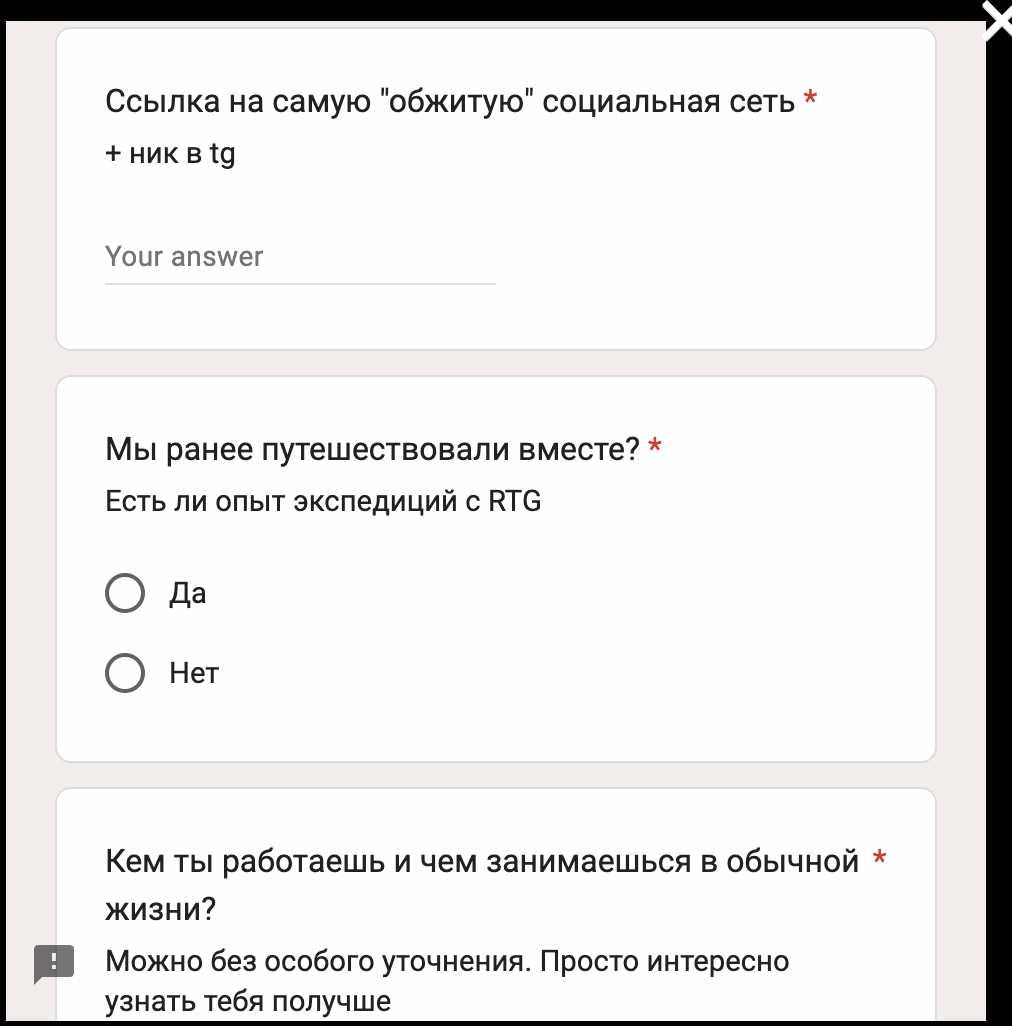 Ссылка на самую "обжитую" социальная сеть *
+ ник в tg
Your answer
Мы ранее путешествовали вместе? *
Есть ли опыт экспедиций с RTG
Да
Нет
Кем ты работаешь и чем занимаешься в обычной *
жизни?
Можно без особого уточнения. Просто интересно
узнать тебя получше